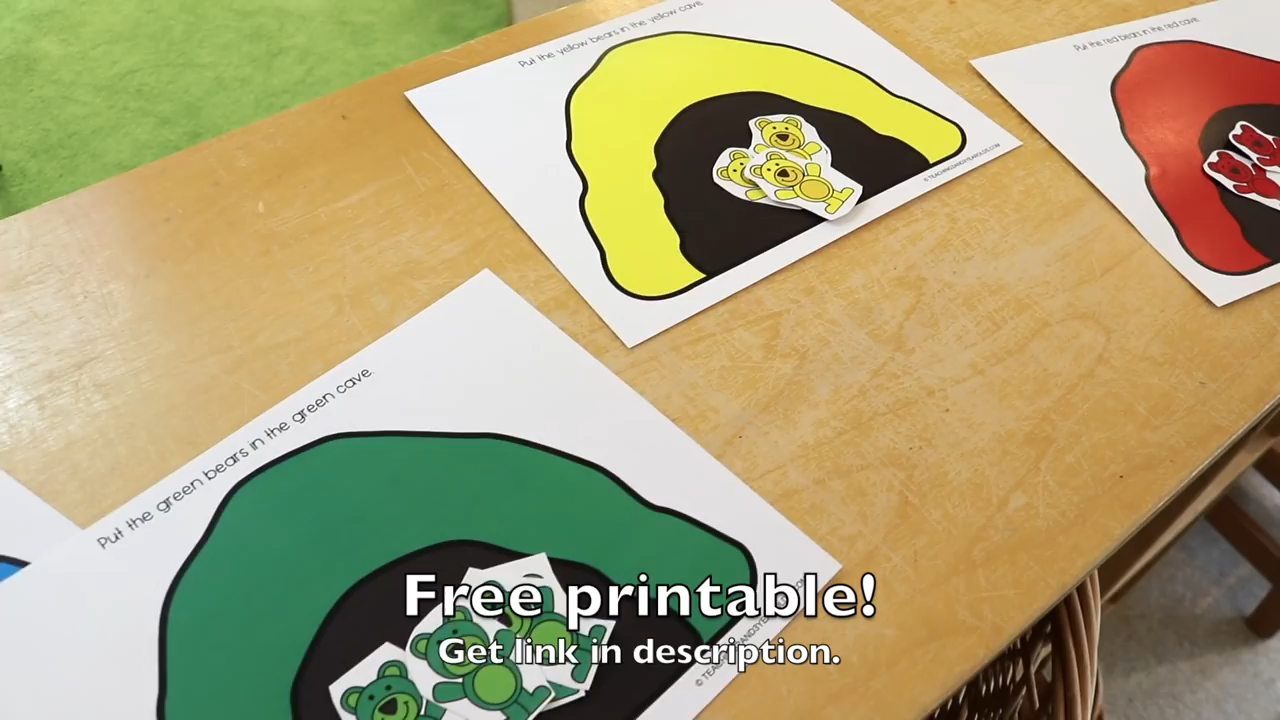 Put the yellow bears in the yellow cave
Put the red bears in the red cave.
Put the green bears in the green cave.
Free printable!
Get link in description.